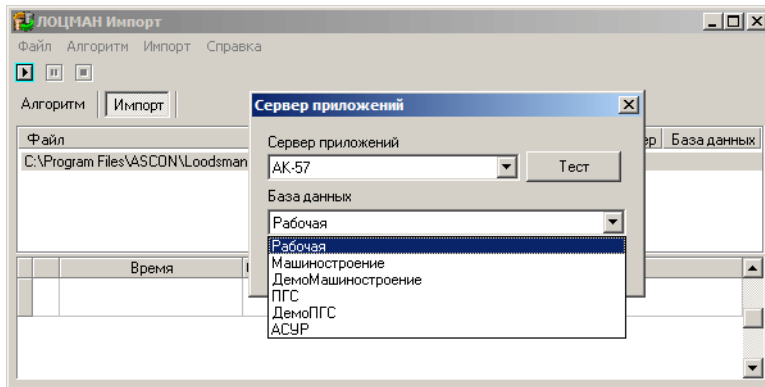 ЛОЦМАН Импорт
Файл Алгоритм Импорт Справка
Алгоритм Импорт
Сервер приложений
Файл База данных
C:\Program Files\ASCON\Loodsman
Сервер приложений
АК-57 Тест
База данных
Рабочая
Рабочая
Машиностроение
ДемоМашиностроение
ПГС
ДемоПГС
АСУР
Время